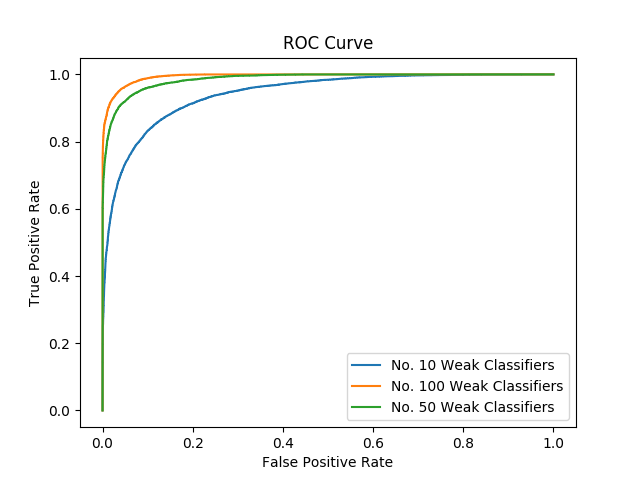 ROC Curve
True Positive Rate
1.0
0.8
0.6
0.4
0.2
0.0
No. 10 Weak Classifiers
No. 100 Weak Classifiers
No. 50 Weak Classifiers
0.0 0.2 0.4 0.6 0.8 1.0
False Positive Rate